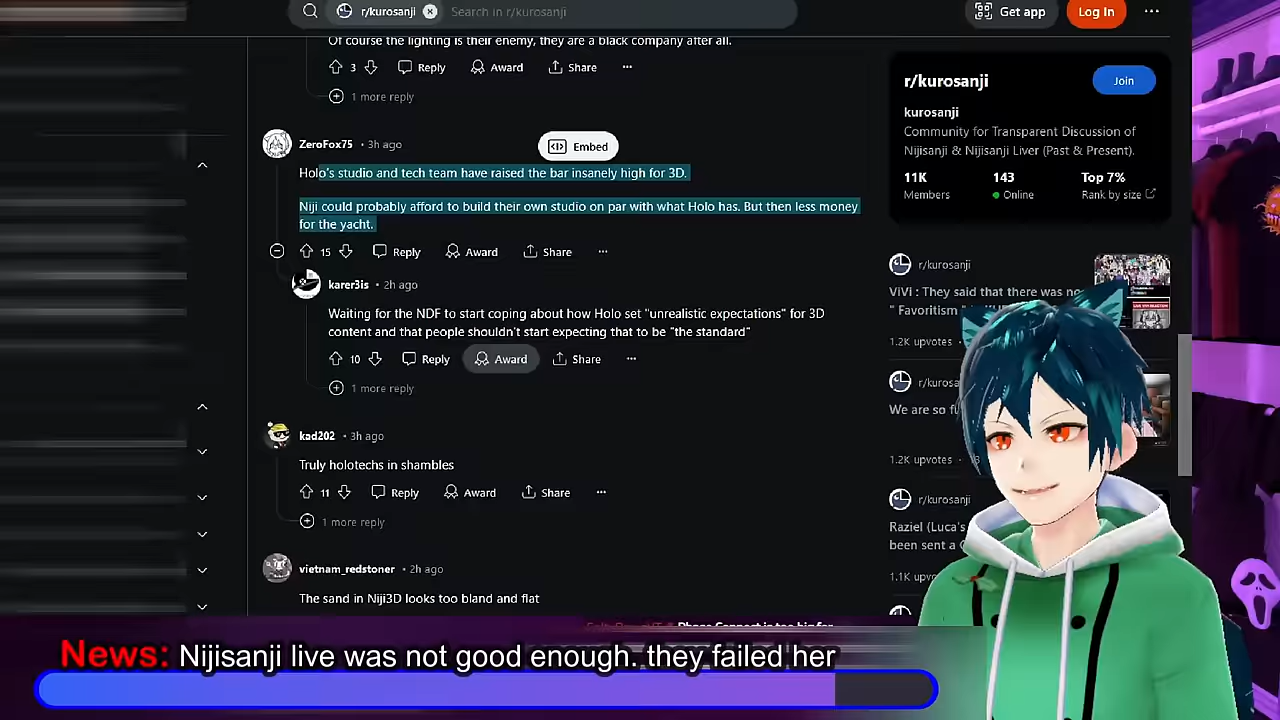 r/kurosanji
Search in r/kurosanji
Get app
Log In
Of course the lighting is their enemy, they are a black company after all.
3
Reply
Award
Share
1 more reply
ZeroFox75 • 3h ago
Embed
Holo's studio and tech team have raised the bar insanely high for 3D.
Niji could probably afford to build their own studio on par with what Holo has. But then less money
for the yacht.
15
Reply
Award
Share
karer3is • 2h ago
Waiting for the NDF to start coping about how Holo set "unrealistic expectations" for 3D
content and that people shouldn't start expecting that to be "the standard"
10
Reply
Award
Share
1 more reply
kad202 • 3h ago
Truly holotechs in shambles
11
Reply
Award
Share
1 more reply
vietnam_redstoner • 2h ago
The sand in Niji3D looks too bland and flat
r/kurosanji
Join
kurosanji
Community for Transparent Discussion of
Nijisanji & Nijisanji Liver (Past & Present).
11K
143
Top 7%
Members
Online
Rank by size
r/kurosanji
ViVi : They said that there was no
" Favoritism
1.2K upvotes
We are so
1.2K upvotes
r/kurosanji
Raziel (Luca's
been sent a
1.1K
Phase Connect is too big for
News: Nijisanji live was not good enough. they failed her